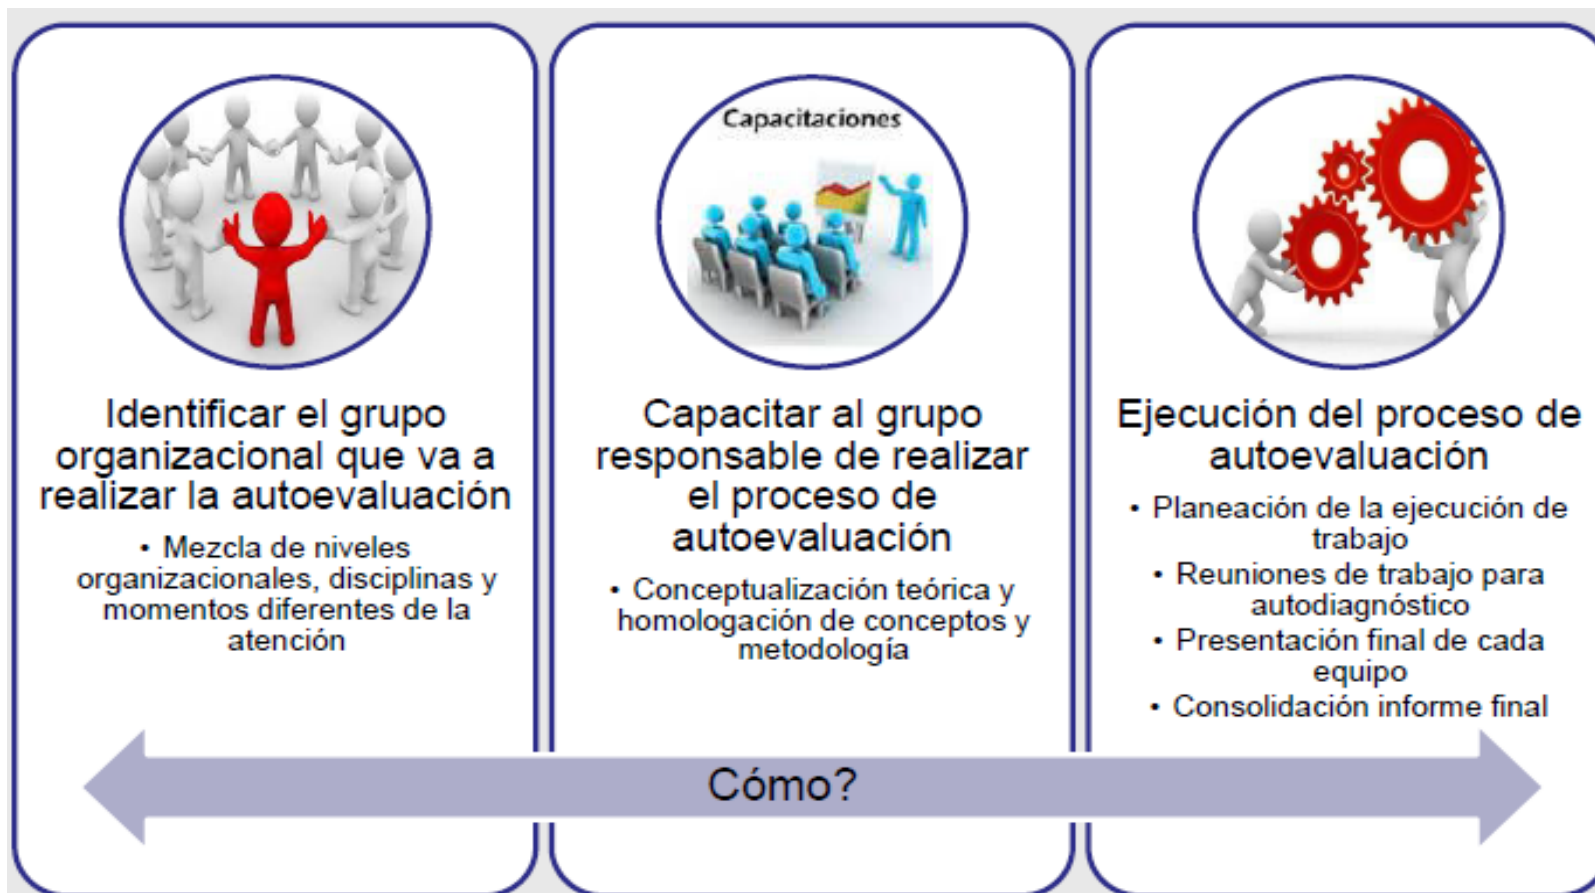 Identificar el grupo
organizacional que va a
realizar la autoevaluación
• Mezcla de niveles
organizacionales, disciplinas y
momentos diferentes de la
atención
Capacitaciones
Capacitar al grupo
responsable de realizar
el proceso de
autoevaluación
• Conceptualización teórica y
homologación de conceptos y
metodología
Ejecución del proceso de
autoevaluación
• Planeación de la ejecución de
trabajo
• Reuniones de trabajo para
autodiagnóstico
• Presentación final de cada
equipo
• Consolidación informe final
Cómo?